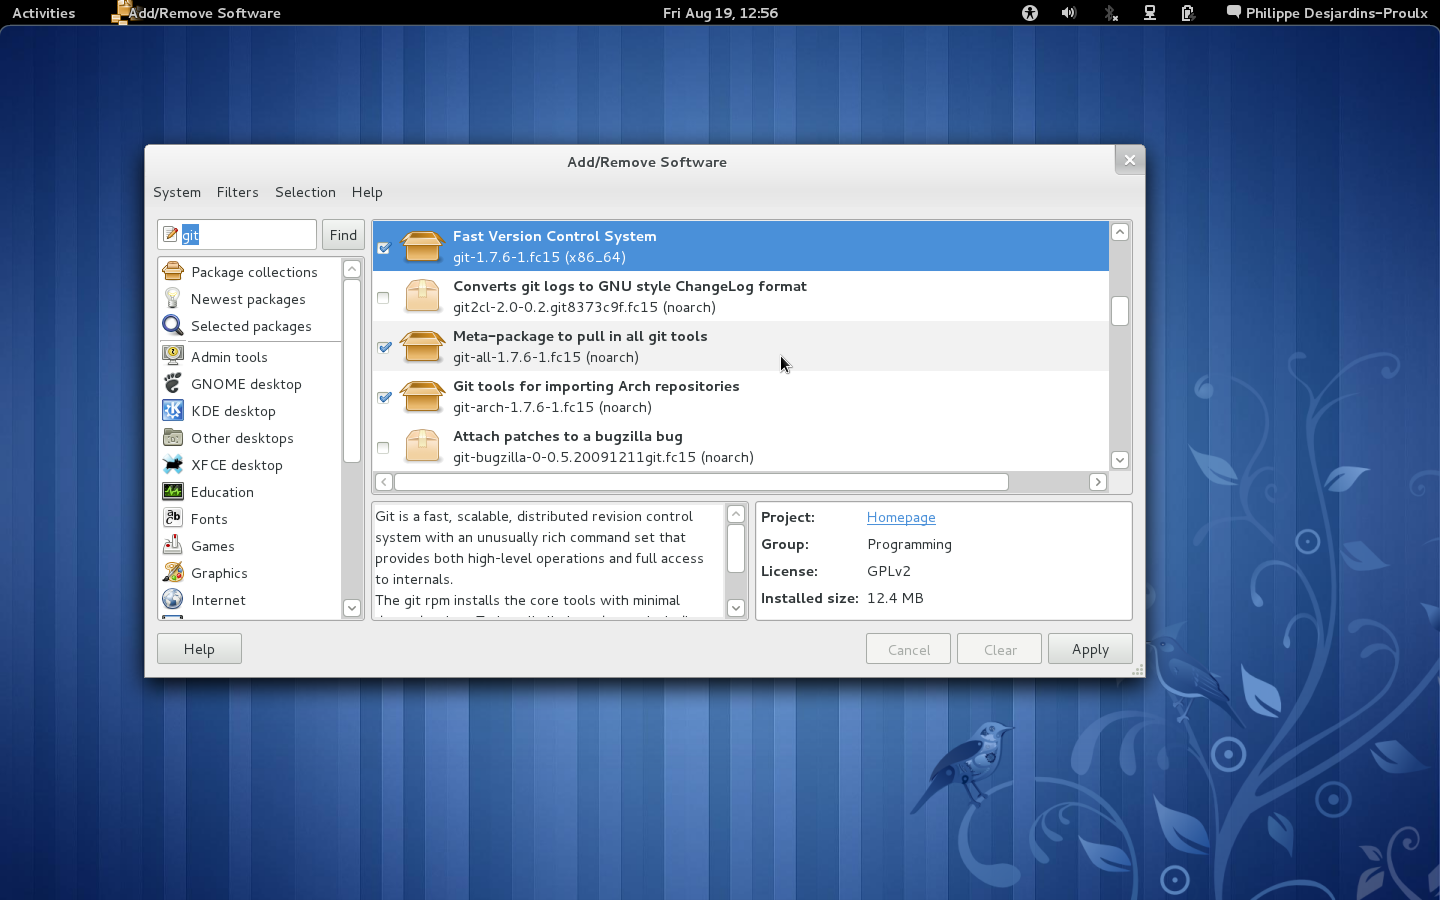 Activities
Add/Remove Software
Fri Aug 19, 12:56
Philippe Desjardins-Proulx
Add/Remove Software
System
Filters
Selection
Help
git
Find
Package collections
Newest packages
Selected packages
Admin tools
GNOME desktop
KDE desktop
Other desktops
XFCE desktop
Education
Fonts
Games
Graphics
Internet
Fast Version Control System
git-1.7.6-1.fc15 (x86_64)
Converts git logs to GNU style ChangeLog format
git2cl-2.0-0.2.git8373c9f.fc15 (noarch)
Meta-package to pull in all git tools
git-all-1.7.6-1.fc15 (noarch)
Git tools for importing Arch repositories
git-arch-1.7.6-1.fc15 (noarch)
Attach patches to a bugzilla bug
git-bugzilla-0-0.5.20091211git.fc15 (noarch)
Git is a fast, scalable, distributed revision control
system with an unusually rich command set that
provides both high-level operations and full access
to internals.
The git rpm installs the core tools with minimal
Project: Homepage
Group: Programming
License: GPLv2
Installed size: 12.4 MB
Help
Cancel
Clear
Apply